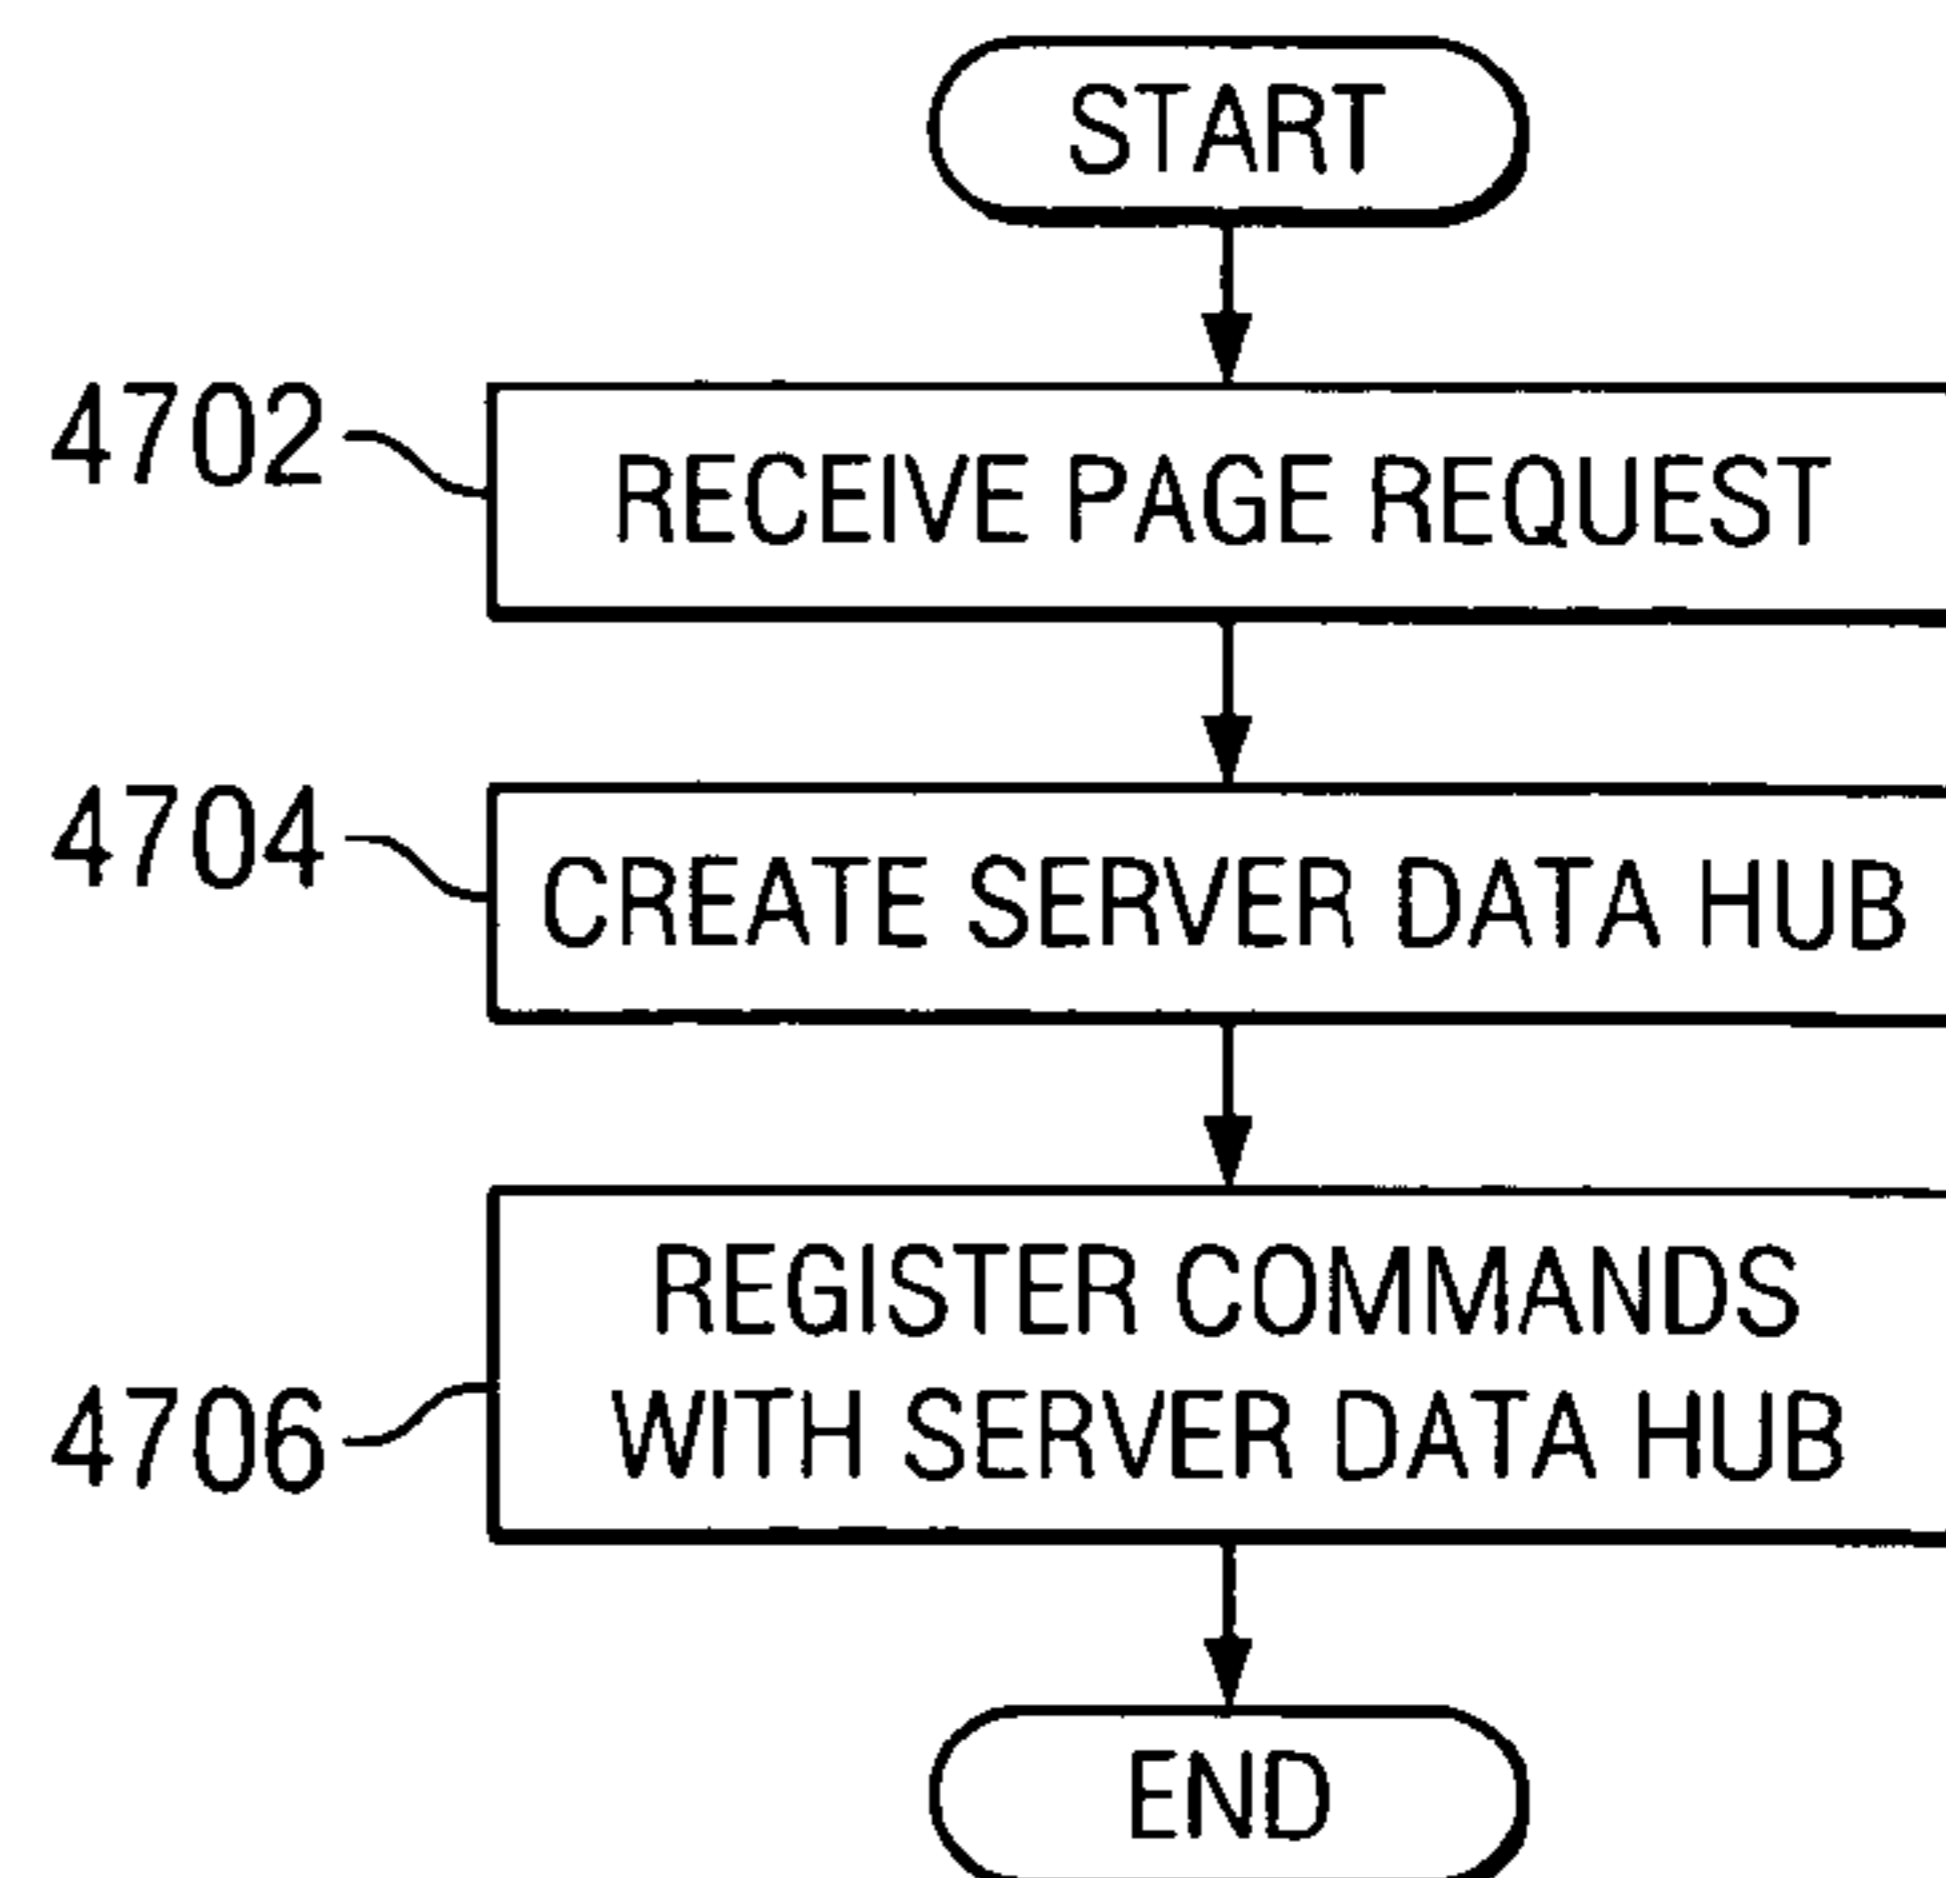 START
4702
RECEIVE PAGE REQUEST
4704
CREATE SERVER DATA HUB
REGISTER COMMANDS
WITH SERVER DATA HUB
4706
END